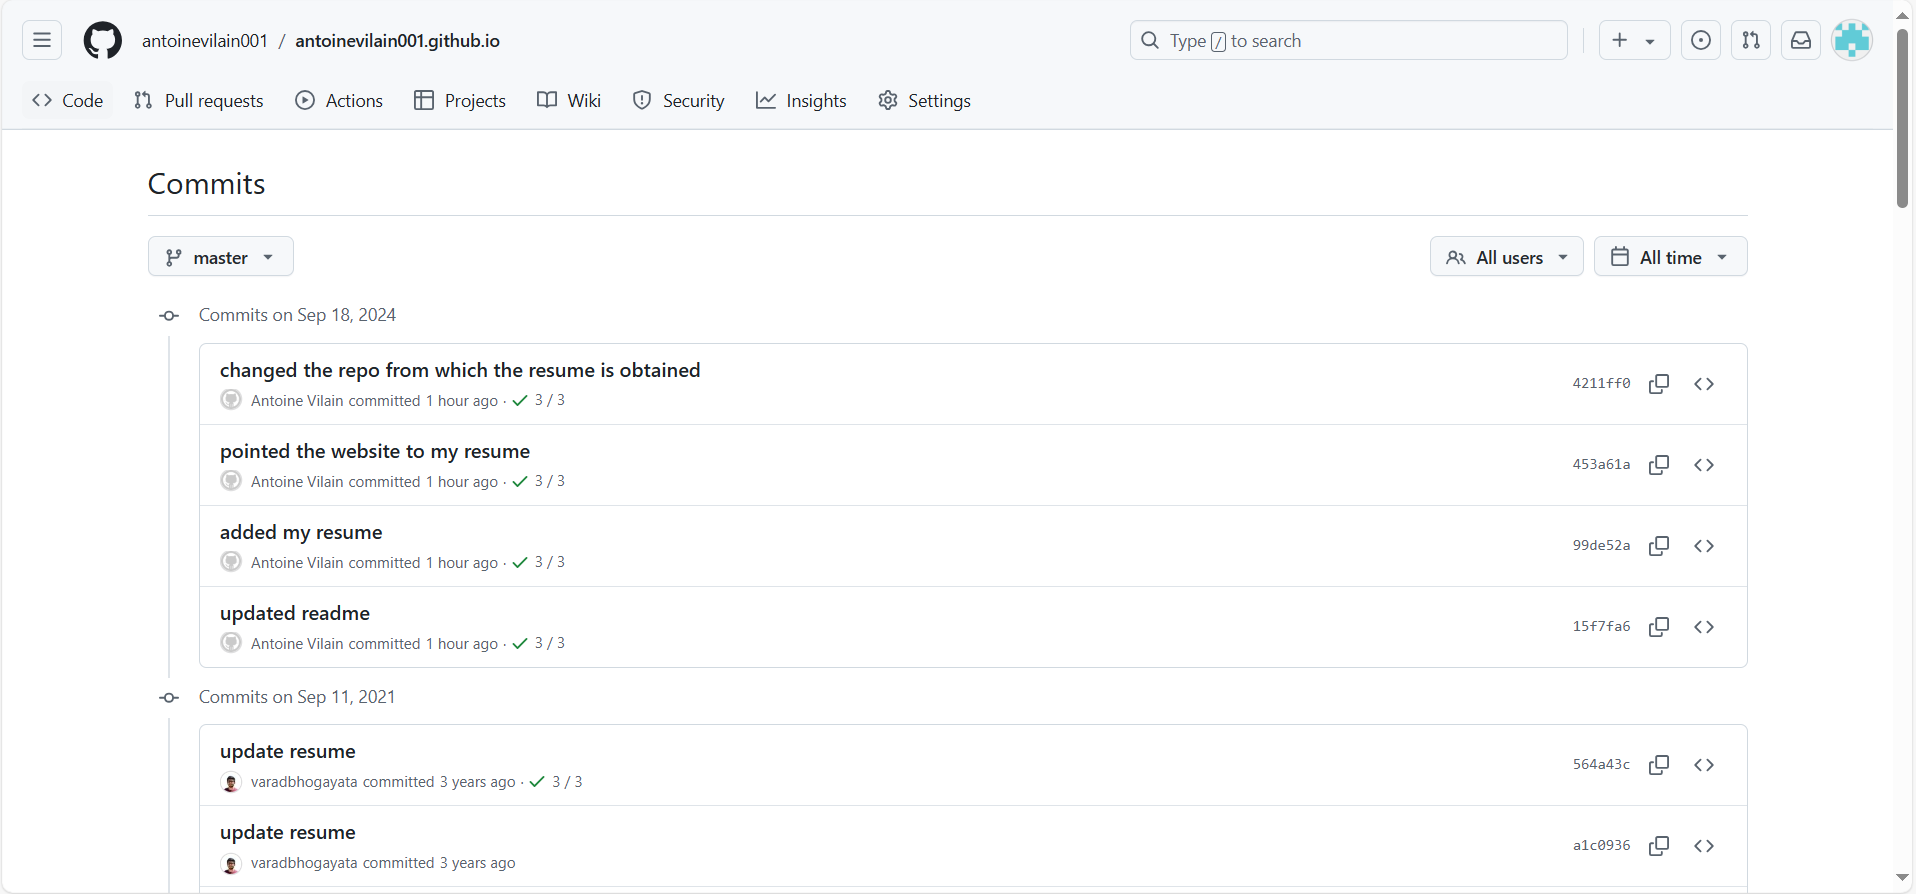 antoinevilain001 / antoinevilain001.github.io
Type / to search
Code Pull requests Actions Projects Wiki Security Insights Settings
Commits
master
All users All time
Commits on Sep 18, 2024
changed the repo from which the resume is obtained
Antoine Vilain committed 1 hour ago · 3 / 3
4211ff0
pointed the website to my resume
Antoine Vilain committed 1 hour ago · 3 / 3
453a61a
added my resume
Antoine Vilain committed 1 hour ago · 3 / 3
99de52a
updated readme
Antoine Vilain committed 1 hour ago · 3 / 3
15f7fa6
Commits on Sep 11, 2021
update resume
varadbhogayata committed 3 years ago · 3 / 3
564a43c
update resume
varadbhogayata committed 3 years ago
a1c0936